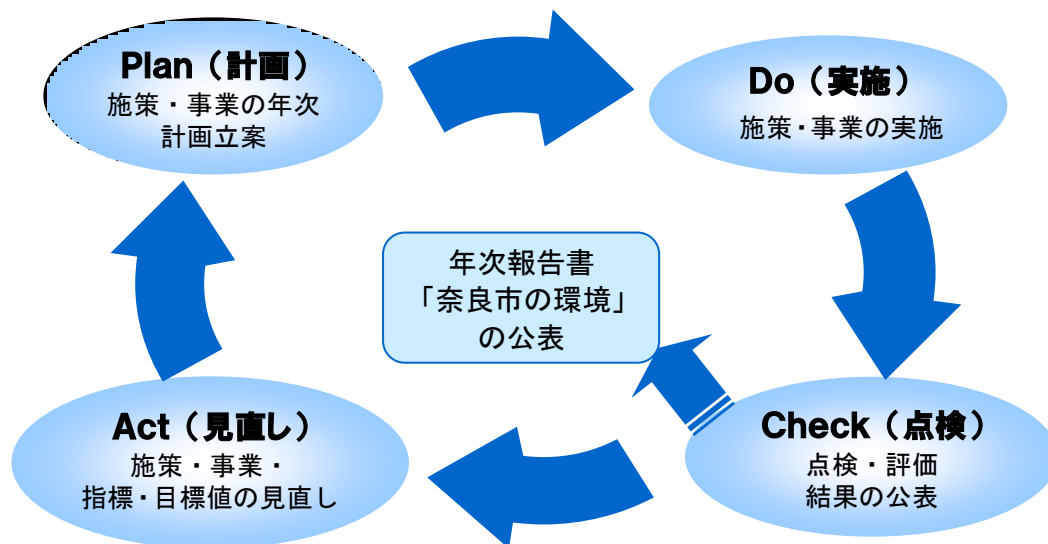 Plan（計画）
施策・事業の年次
計画立案
Do（実施）
施策・事業の実施
年次報告書
「奈良市の環境」
の公表
Act（見直し）
施策・事業・
指標・目標値の見直し
Check（点検）
点検・評価
結果の公表